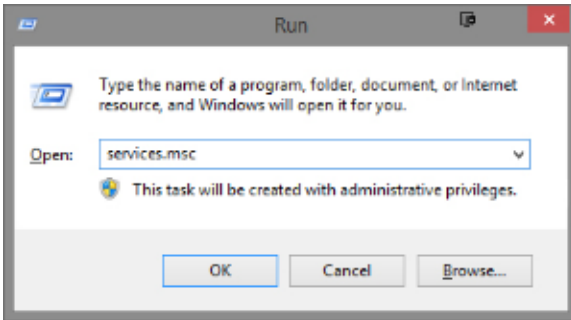 Run
Type the name of a program, folder, document, or Internet
resource, and Windows will open it for you.
Open: services.msc
This task will be created with administrative privileges.
OK Cancel Browse...